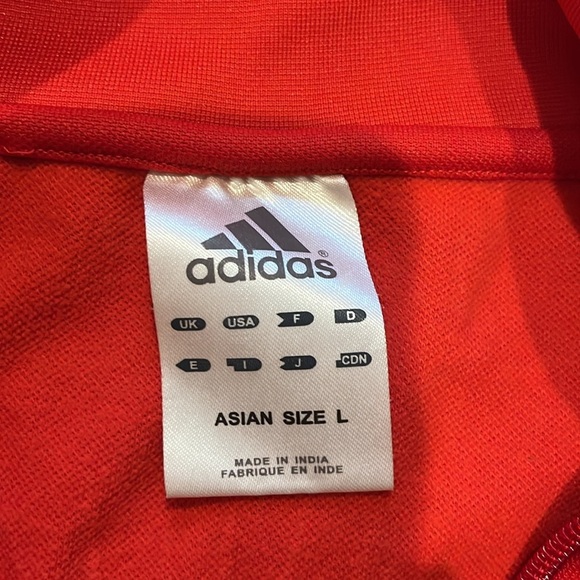 adidas®
UK USA F D
E I J CDN
ASIAN SIZE L
MADE IN INDIA
FABRIQUE EN INDE